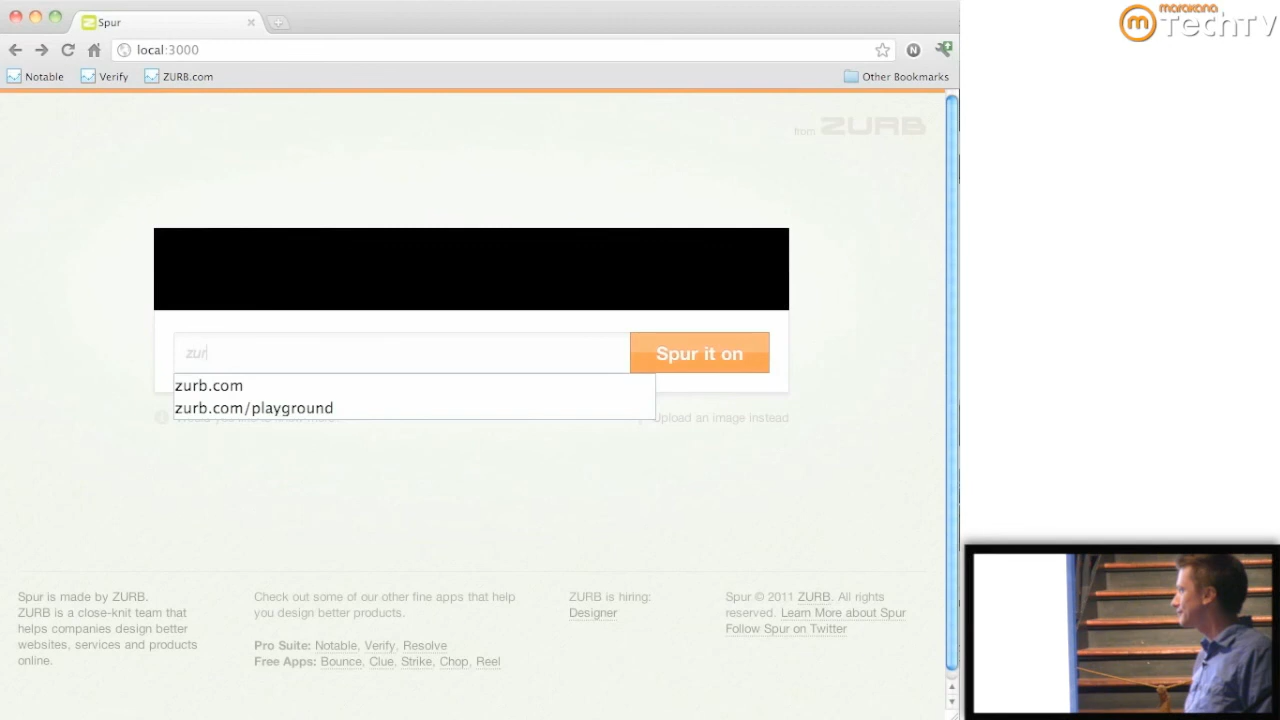 Spur
marakana
TechTV
local:3000
N
Notable
Verify
ZURB.com
Other Bookmarks
from ZURB
zur
Spur it on
zurb.com
zurb.com/playground
Upload an image instead
Spur is made by ZURB.
ZURB is a close-knit team that
helps companies design better
websites, services and products
online.
Check out some of our other fine apps that help
you design better products.
Pro Suite: Notable, Verify, Resolve
Free Apps: Bounce, Clue, Strike, Chop, Reel
ZURB is hiring:
Designer
Spur © 2011 ZURB. All rights
reserved. Learn More about Spur
Follow Spur on Twitter